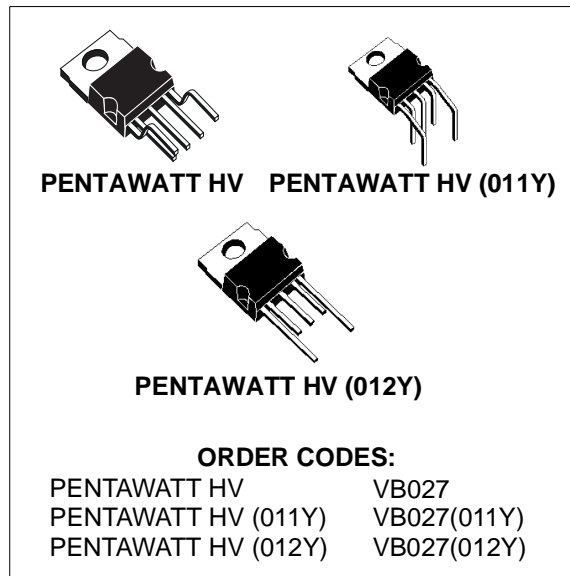 PENTAWATT HV PENTAWATT HV (011Y)
PENTAWATT HV (012Y)
ORDER CODES:
PENTAWATT HV VB027
PENTAWATT HV (011Y) VB027(011Y)
PENTAWATT HV (012Y) VB027(012Y)